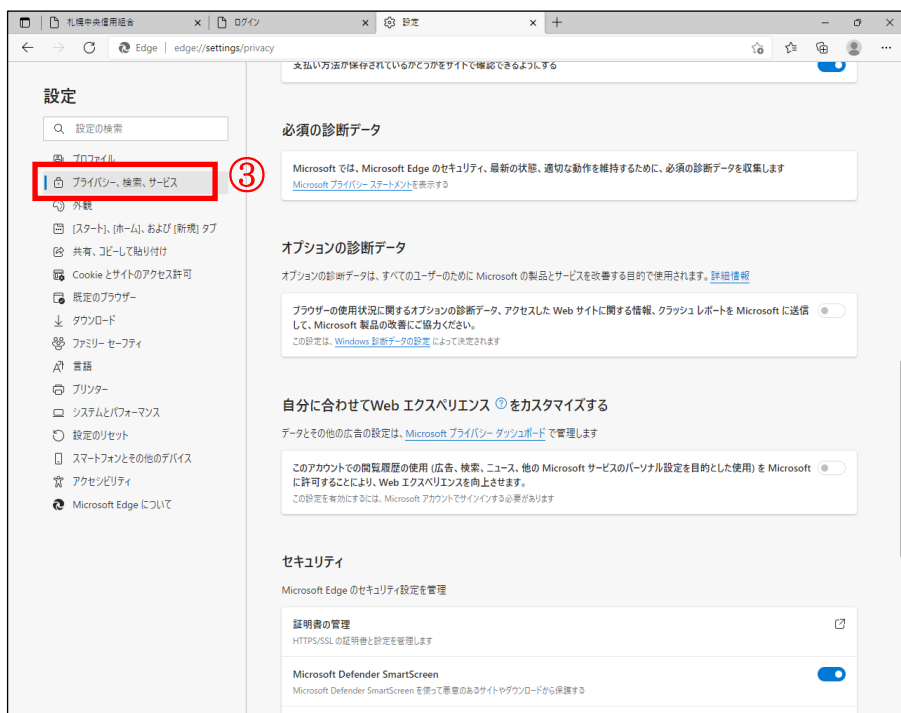 札幌中央信用組合
ログイン
設定
Edge | edge://settings/privacy
設定
設定の検索
プロファイル
プライバシー、検索、サービス
③
外観
[スタート]、[ホーム]、および [新規] タブ
共有、コピーして貼り付け
Cookie とサイトのアクセス許可
既定のブラウザー
ダウンロード
ファミリー セーフティ
言語
プリンター
システムとパフォーマンス
設定のリセット
スマートフォンとその他のデバイス
アクセシビリティ
Microsoft Edge について
支払い方法が保存されているかどうかをサイトで確認できるようにする
必須の診断データ
Microsoft では、Microsoft Edge のセキュリティ、最新の状態、適切な動作を維持するために、必須の診断データを収集します
Microsoft プライバシー ステートメントを表示する
オプションの診断データ
オプションの診断データは、すべてのユーザーのために Microsoft の製品とサービスを改善する目的で使用されます。詳細情報
ブラウザーの使用状況に関するオプションの診断データ、アクセスした Web サイトに関する情報、クラッシュ レポートを Microsoft に送信
して、Microsoft 製品の改善にご協力ください。
この設定は、Windows 診断データの設定 によって決定されます
自分に合わせてWeb エクスペリエンス ? をカスタマイズする
データとその他の広告の設定は、Microsoft プライバシー ダッシュボード で管理します
このアカウントでの閲覧履歴の使用 (広告、検索、ニュース、他の Microsoft サービスのパーソナル設定を目的とした使用) を Microsoft
に許可することにより、Web エクスペリエンスを向上させます。
この設定を有効にするには、Microsoft アカウントでサインインする必要があります
セキュリティ
Microsoft Edge のセキュリティ設定を管理
証明書の管理
HTTPS/SSL の証明書と設定を管理します
Microsoft Defender SmartScreen
Microsoft Defender SmartScreen を使って悪意のあるサイトやダウンロードから保護する